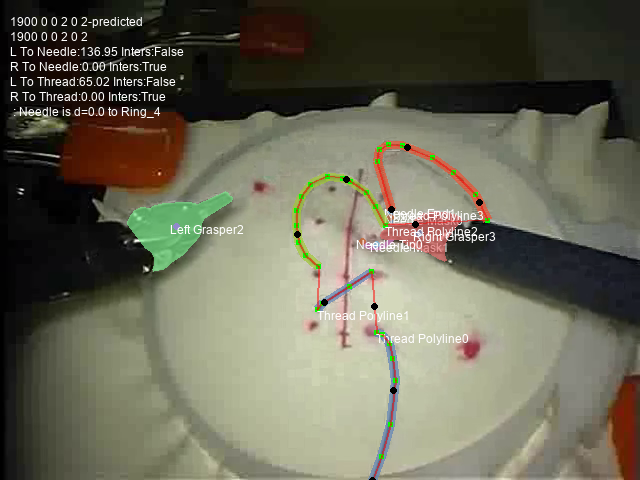 1900 0 0 2 0 2-predicted
1900 0 0 2 0 2
L To Needle:136.95 Inters:False
R To Needle:0.00 Inters:True
L To Thread:65.02 Inters:False
R To Thread:0.00 Inters:True
: Needle is d=0.0 to Ring_4
Left Grasper2
Thread Polyline2
Right Grasper3
Thread Polyline1
Thread Polyline0